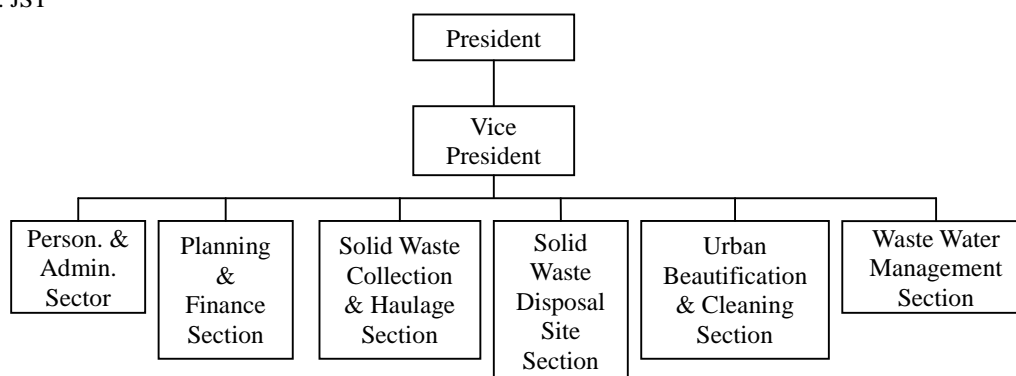 : JST
President
Vice
President
Person. &
Admin.
Sector
Planning
&
Finance
Section
Solid Waste
Collection
& Haulage
Section
Solid
Waste
Disposal
Site
Section
Urban
Beautification
& Cleaning
Section
Waste Water
Management
Section